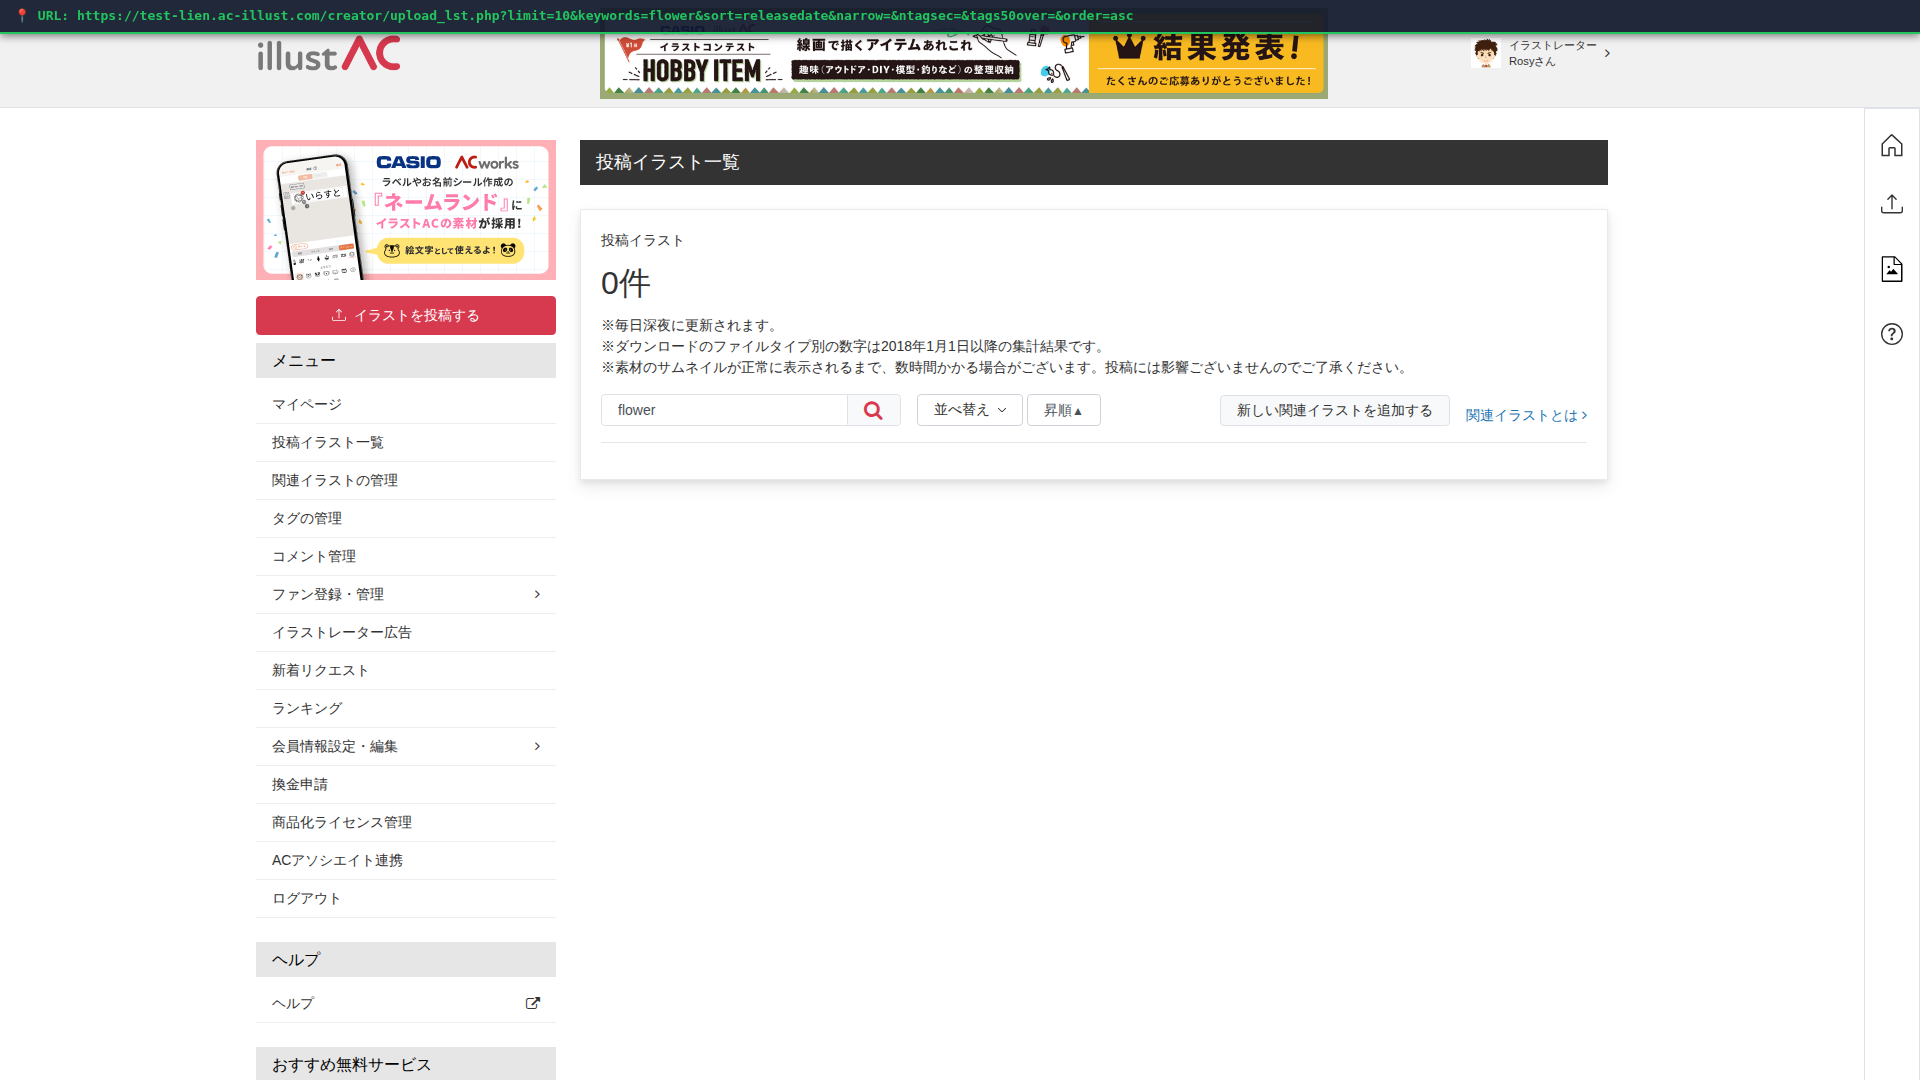 📍 URL: https://test-lien.ac-illust.com/creator/upload_lst.php?limit=10&keywords=flower&sort=releasedate&narrow=&ntagsec=&tags50over=&order=asc
illust AC
イラストコンテスト
HOBBY ITEM
線画で描くアイテムあれこれ
趣味(アウトドア・DIY・模型・釣りなど)の整理収納
結果発表!
たくさんのご応募ありがとうございました!
イラストレーター
Rosyさん
CASIO ACworks
ラベルやお名前シール作成の
『ネームランド』に
イラストACの素材が採用!
絵文字として使えるよ!
いらすと
イラストを投稿する
メニュー
マイページ
投稿イラスト一覧
関連イラストの管理
タグの管理
コメント管理
ファン登録・管理
イラストレーター広告
新着リクエスト
ランキング
会員情報設定・編集
換金申請
商品化ライセンス管理
ACアソシエイト連携
ログアウト
ヘルプ
ヘルプ
おすすめ無料サービス
投稿イラスト一覧
投稿イラスト
0件
※毎日深夜に更新されます。
※ダウンロードのファイルタイプ別の数字は2018年1月1日以降の集計結果です。
※素材のサムネイルが正常に表示されるまで、数時間かかる場合がございます。投稿には影響ございませんのでご了承ください。
flower
並べ替え
昇順▲
新しい関連イラストを追加する
関連イラストとは